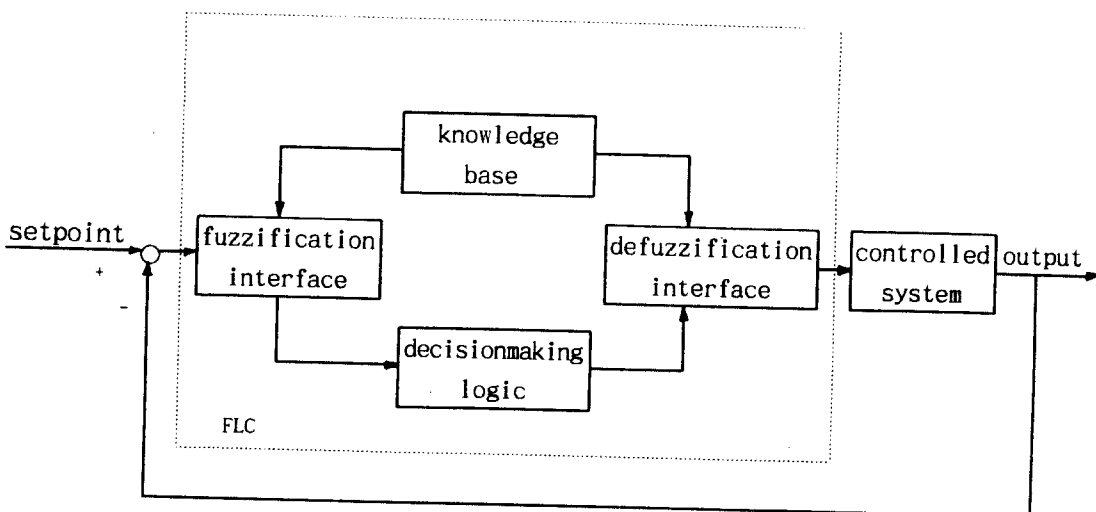 knowledge
base
setpoint
+
-
fuzzification
interface
defuzzification
interface
controlled
system
output
decisionmaking
logic
FLC